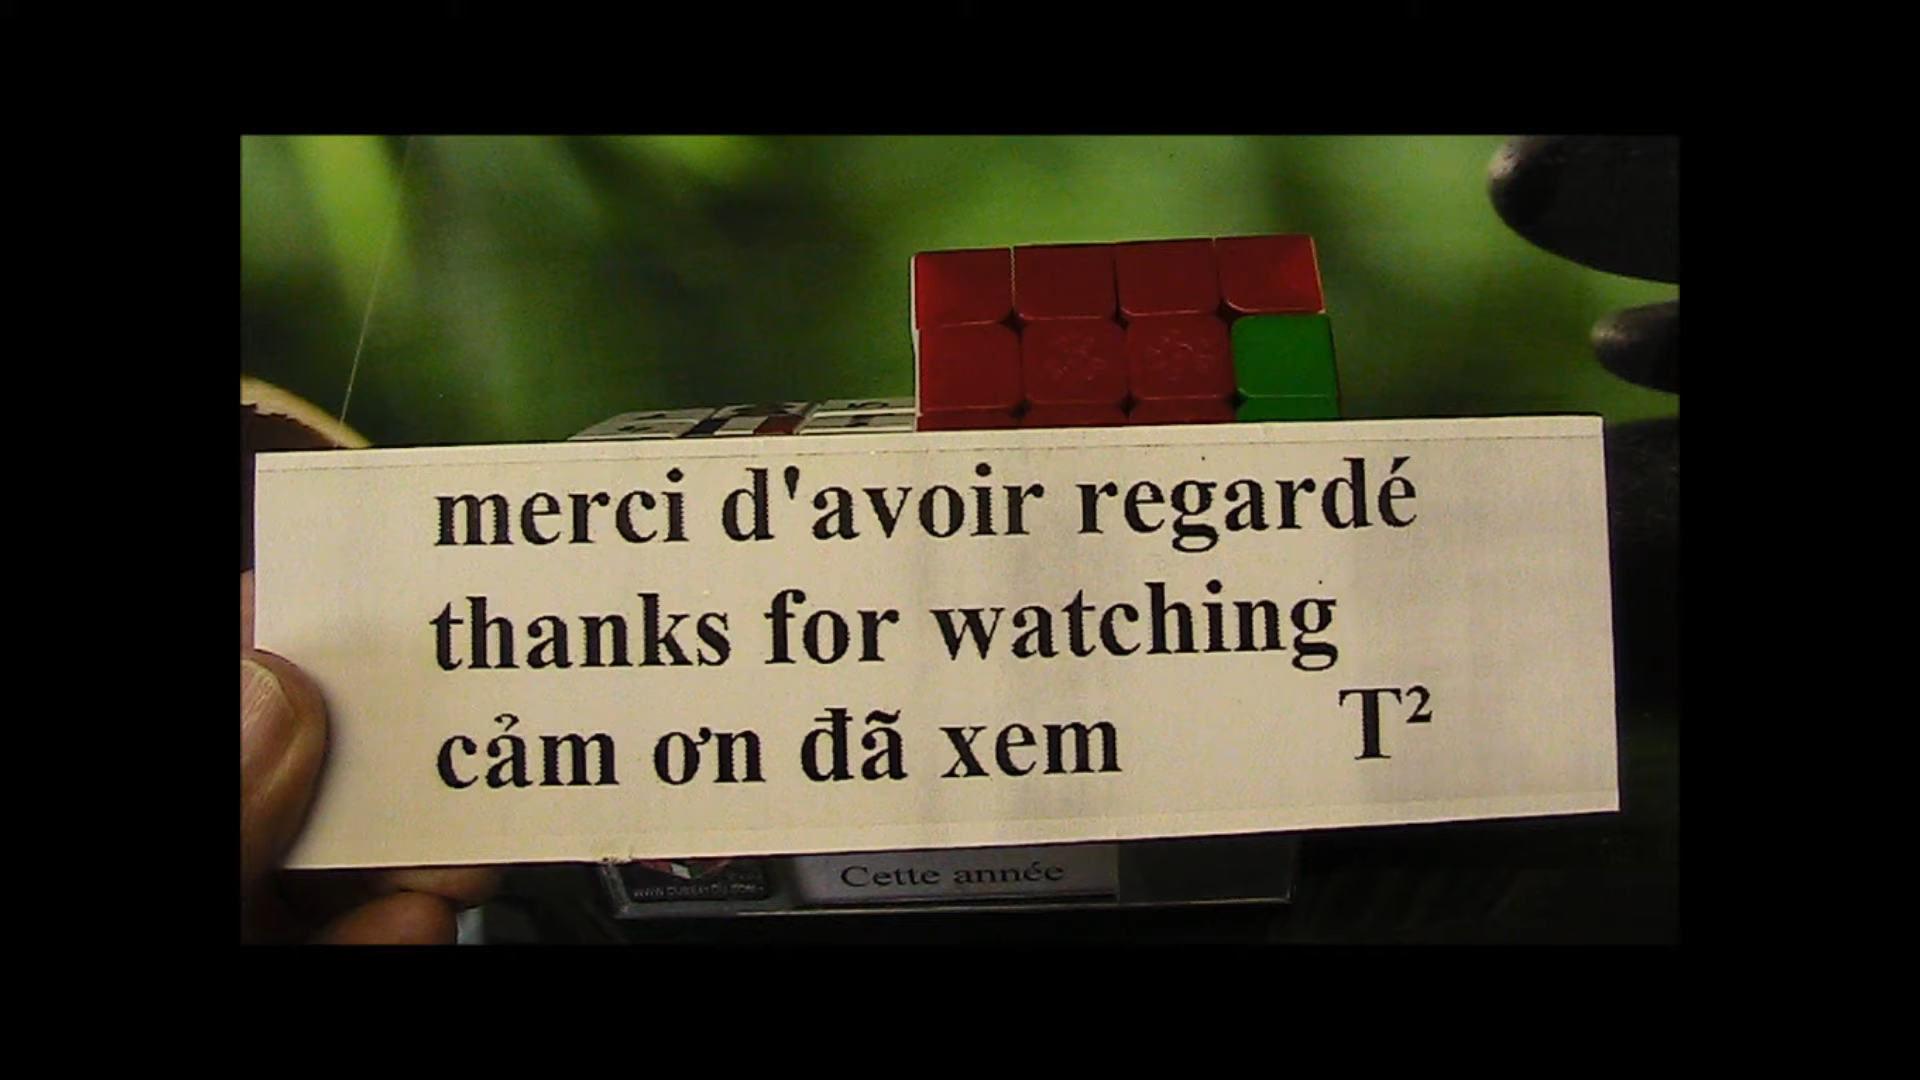 merci d'avoir regardé
thanks for watching
cảm ơn đã xem
T²
Cette année